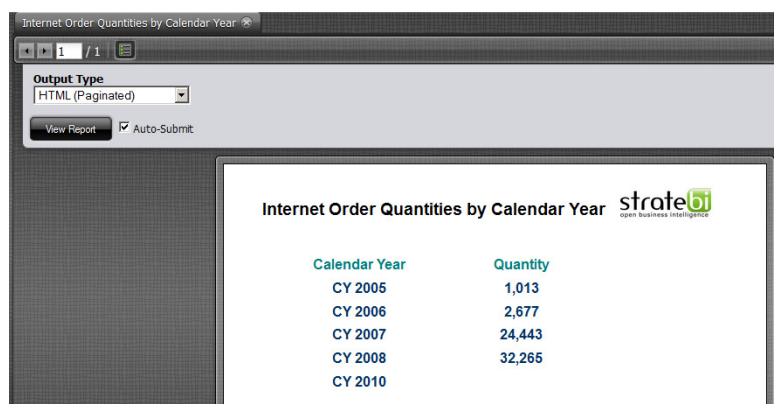 Internet Order Quantities by Calendar Year
1 / 1
Output Type
HTML (Paginated)
View Report Auto-Submit
Internet Order Quantities by Calendar Year stratebi
open business intelligence
Calendar Year Quantity
CY 2005 1,013
CY 2006 2,677
CY 2007 24,443
CY 2008 32,265
CY 2010